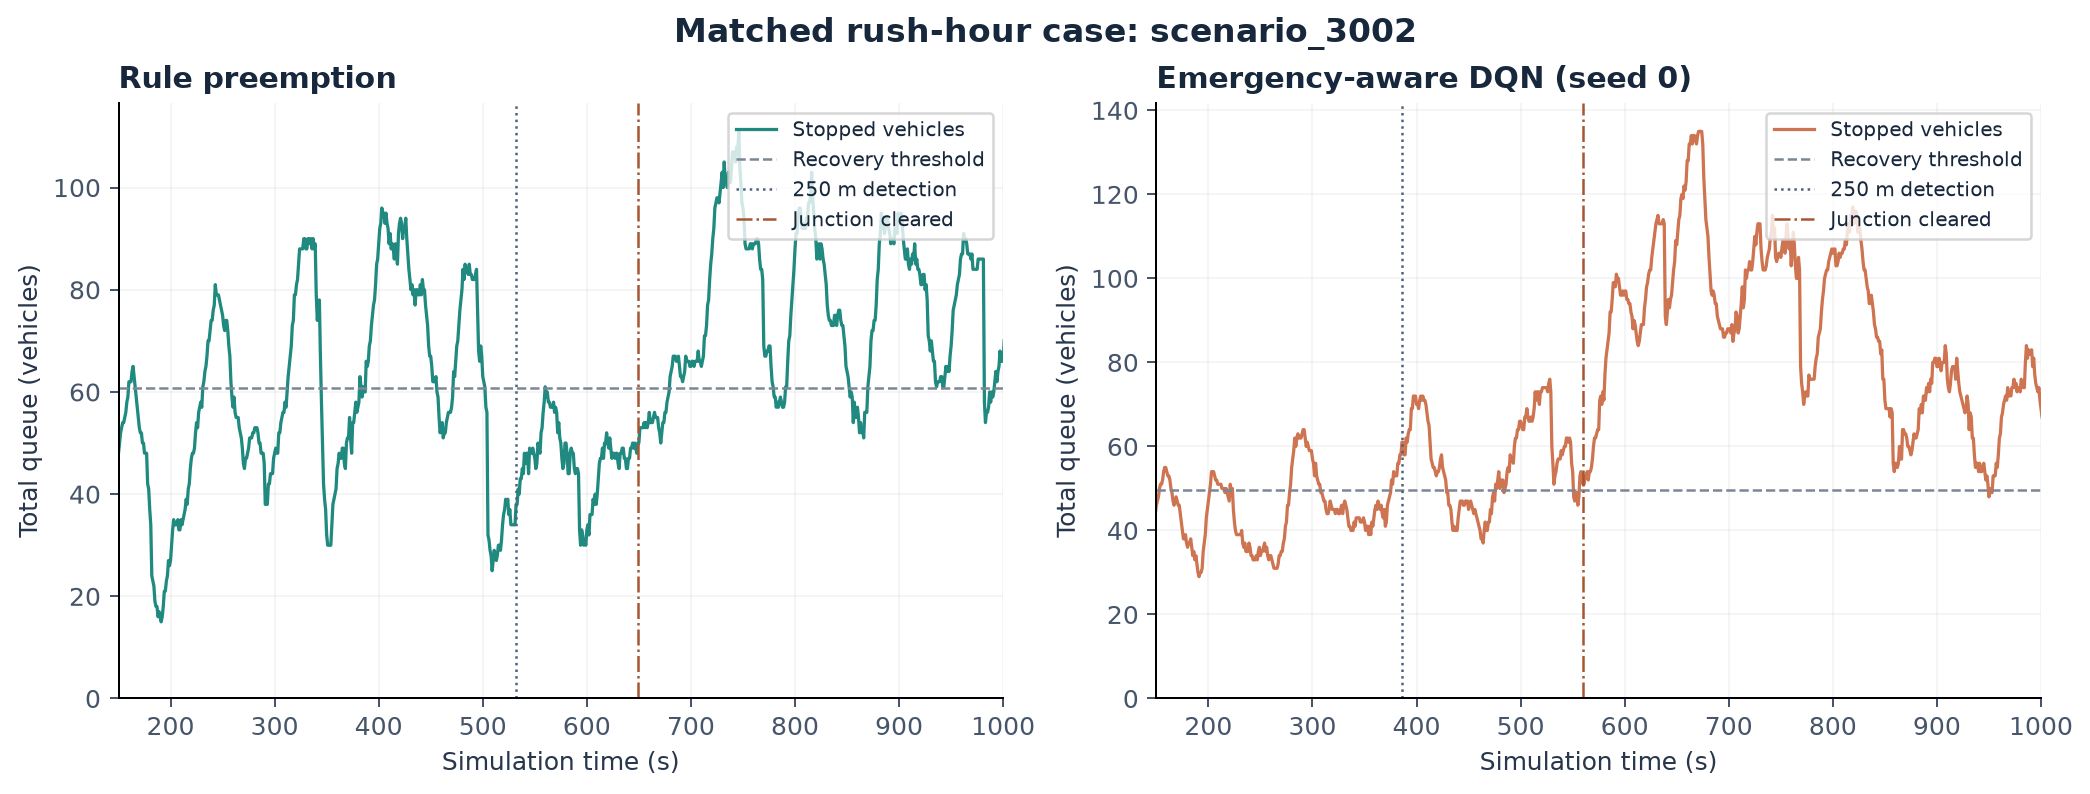 Matched rush-hour case: scenario_3002
Rule preemption
Stopped vehicles
Recovery threshold
250 m detection
Junction cleared
Total queue (vehicles)
100
80
60
40
20
0
200 300 400 500 600 700 800 900 1000
Simulation time (s)
Emergency-aware DQN (seed 0)
Stopped vehicles
Recovery threshold
250 m detection
Junction cleared
Total queue (vehicles)
140
120
100
80
60
40
20
0
200 300 400 500 600 700 800 900 1000
Simulation time (s)